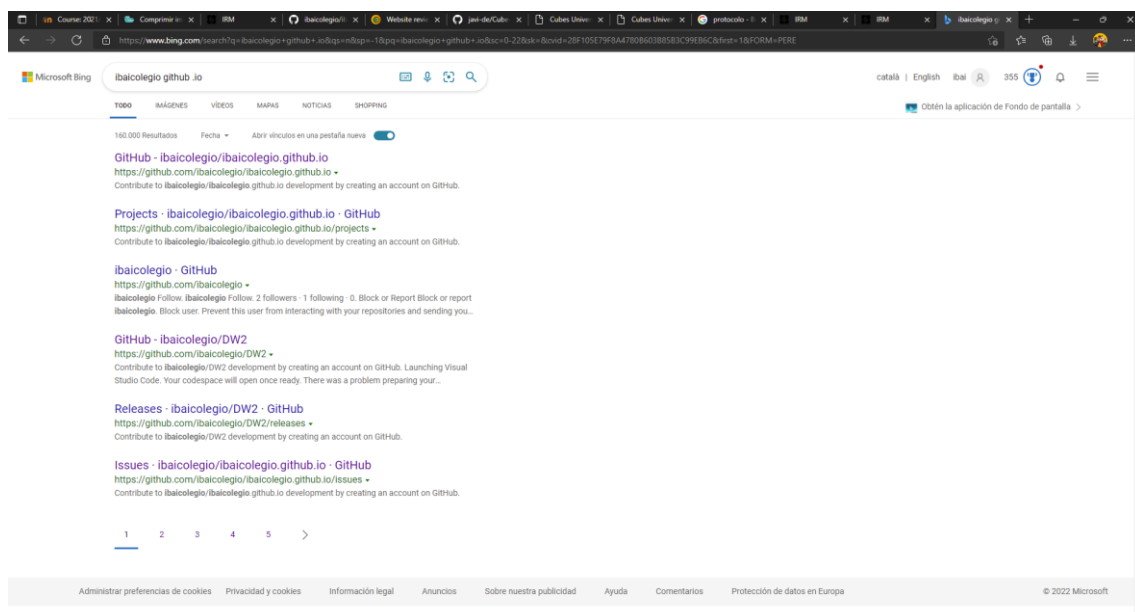 Course: 2021
Comprimir in
IRM
ibaicolegio/i
Website revie
javi-de/Cube
Cubes Univer
Cubes Univer
protocolo - B
IRM
IRM
ibaicolegio gi
https://www.bing.com/search?q=ibaicolegio+github+.io&qs=n&sp=-1&pq=ibaicolegio+github+.io&sc=0-22&sk=&cvid=28F105E79F8A4780B603B8583C99EB6C&first=1&FORM=PERE
Microsoft Bing
ibaicolegio github .io
català | English ibai 355
TODO IMÁGENES VÍDEOS MAPAS NOTICIAS SHOPPING
Obtén la aplicación de Fondo de pantalla
160.000 Resultados Fecha Abrir vínculos en una pestaña nueva
GitHub - ibaicolegio/ibaicolegio.github.io
https://github.com/ibaicolegio/ibaicolegio.github.io
Contribute to ibaicolegio/ibaicolegio.github.io development by creating an account on GitHub.
Projects · ibaicolegio/ibaicolegio.github.io · GitHub
https://github.com/ibaicolegio/ibaicolegio.github.io/projects
Contribute to ibaicolegio/ibaicolegio.github.io development by creating an account on GitHub.
ibaicolegio · GitHub
https://github.com/ibaicolegio
ibaicolegio Follow. ibaicolegio Follow. 2 followers · 1 following · 0. Block or Report Block or report
ibaicolegio. Block user. Prevent this user from interacting with your repositories and sending you...
GitHub - ibaicolegio/DW2
https://github.com/ibaicolegio/DW2
Contribute to ibaicolegio/DW2 development by creating an account on GitHub. Launching Visual
Studio Code. Your codespace will open once ready. There was a problem preparing your...
Releases · ibaicolegio/DW2 · GitHub
https://github.com/ibaicolegio/DW2/releases
Contribute to ibaicolegio/DW2 development by creating an account on GitHub.
Issues · ibaicolegio/ibaicolegio.github.io · GitHub
https://github.com/ibaicolegio/ibaicolegio.github.io/issues
Contribute to ibaicolegio/ibaicolegio.github.io development by creating an account on GitHub.
1 2 3 4 5
Administrar preferencias de cookies Privacidad y cookies Información legal Anuncios Sobre nuestra publicidad Ayuda Comentarios Protección de datos en Europa © 2022 Microsoft